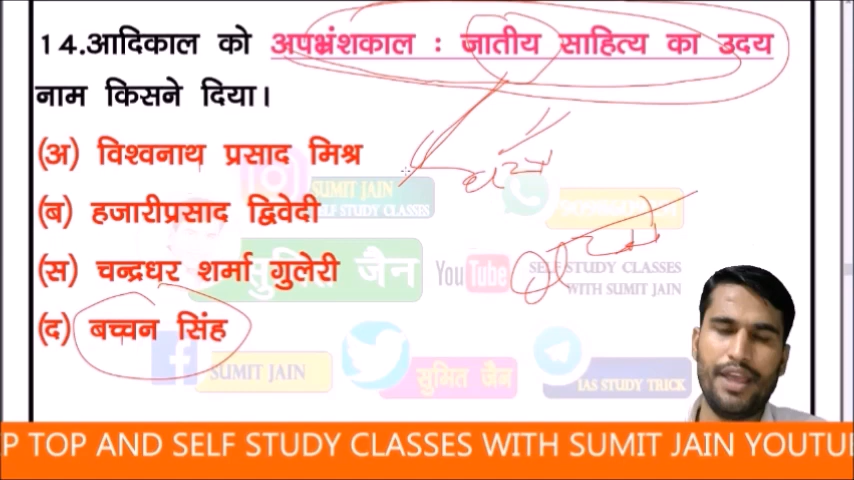 14.आदिकाल को अपभ्रंशकाल : जातीय साहित्य का उदय
नाम किसने दिया।
(अ) विश्वनाथ प्रसाद मिश्र
(ब) हजारीप्रसाद द्विवेदी
(स) चन्द्रधर शर्मा गुलेरी
(द) बच्चन सिंह
SUMIT JAIN
SELF STUDY CLASSES
सुमित जैन
YouTube
SELF STUDY CLASSES
WITH SUMIT JAIN
SUMIT JAIN
सुमित जैन
IAS STUDY TRICK
P TOP AND SELF STUDY CLASSES WITH SUMIT JAIN YOUTU